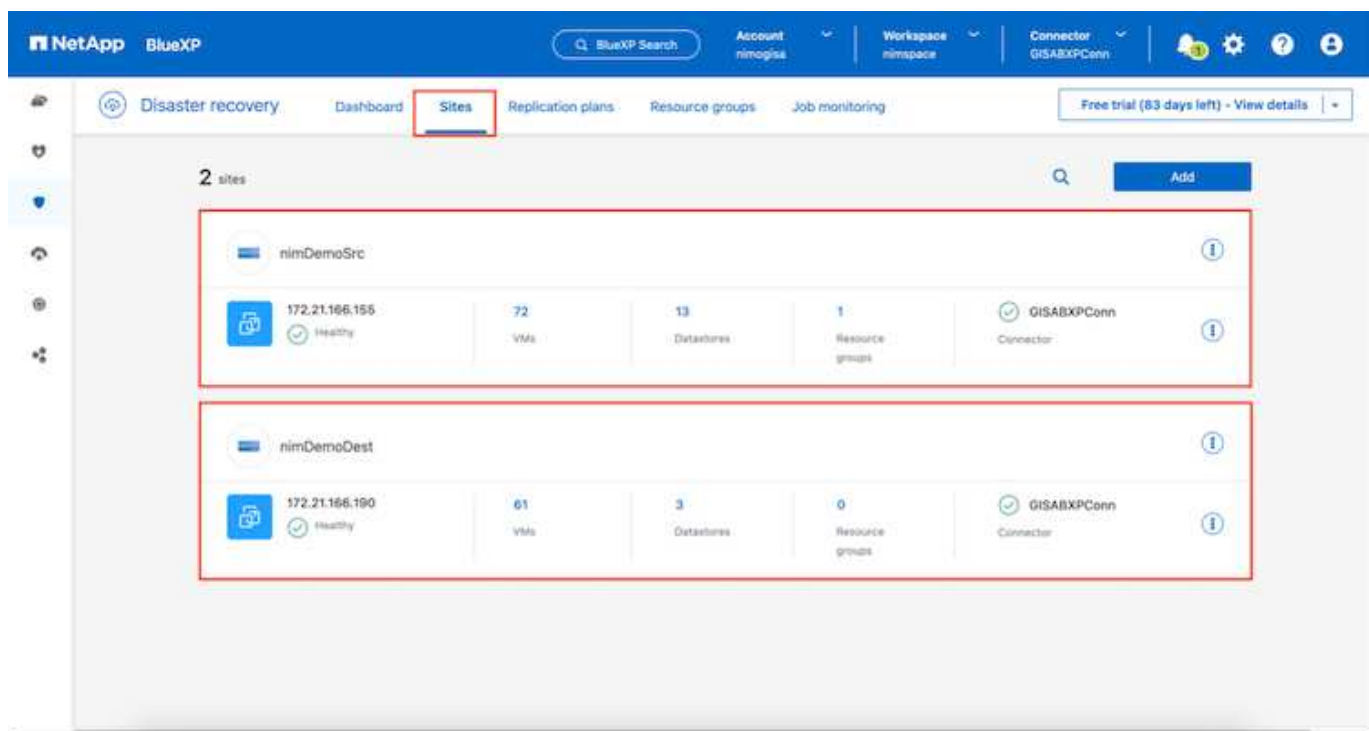 NetApp BlueXP BlueXP Search Account nimogisa Workspace nimspace Connector GISABXPConn 1
Disaster recovery Dashboard Sites Replication plans Resource groups Job monitoring Free trial (83 days left) - View details
2 sites Add
nimDemoSrc
172.21.166.155 72 13 1 GISABXPConn
Healthy VMs Datastores Resource groups Connector
nimDemoDest
172.21.166.190 61 3 0 GISABXPConn
Healthy VMs Datastores Resource groups Connector